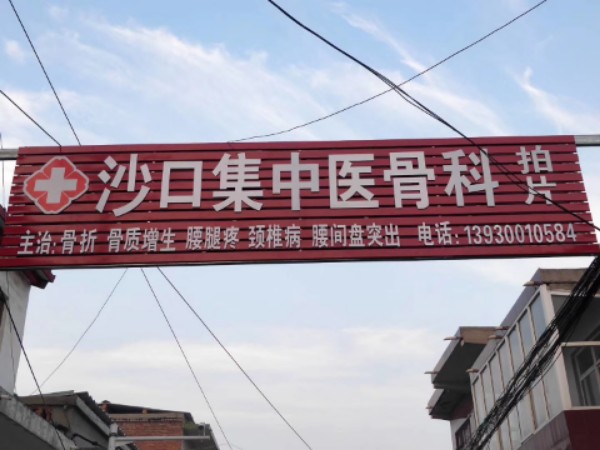 沙口集中医骨科 拍片
主治:骨折 骨质增生 腰腿疼 颈椎病 腰间盘突出 电话:13930010584